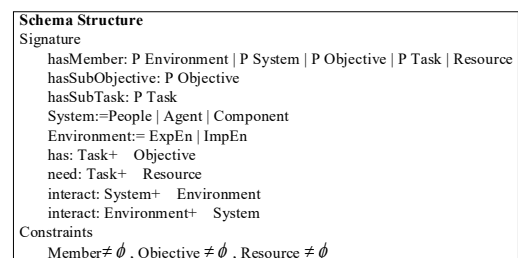 Schema Structure
Signature
hasMember: P Environment | P System | P Objective | P Task | Resource
hasSubObjective: P Objective
hasSubTask: P Task
System:=People | Agent | Component
Environment:= ExpEn | ImpEn
has: Task+ Objective
need: Task+ Resource
interact: System+ Environment
interact: Environment+ System
Constraints
Member≠ ϕ , Objective ≠ ϕ , Resource ≠ ϕ